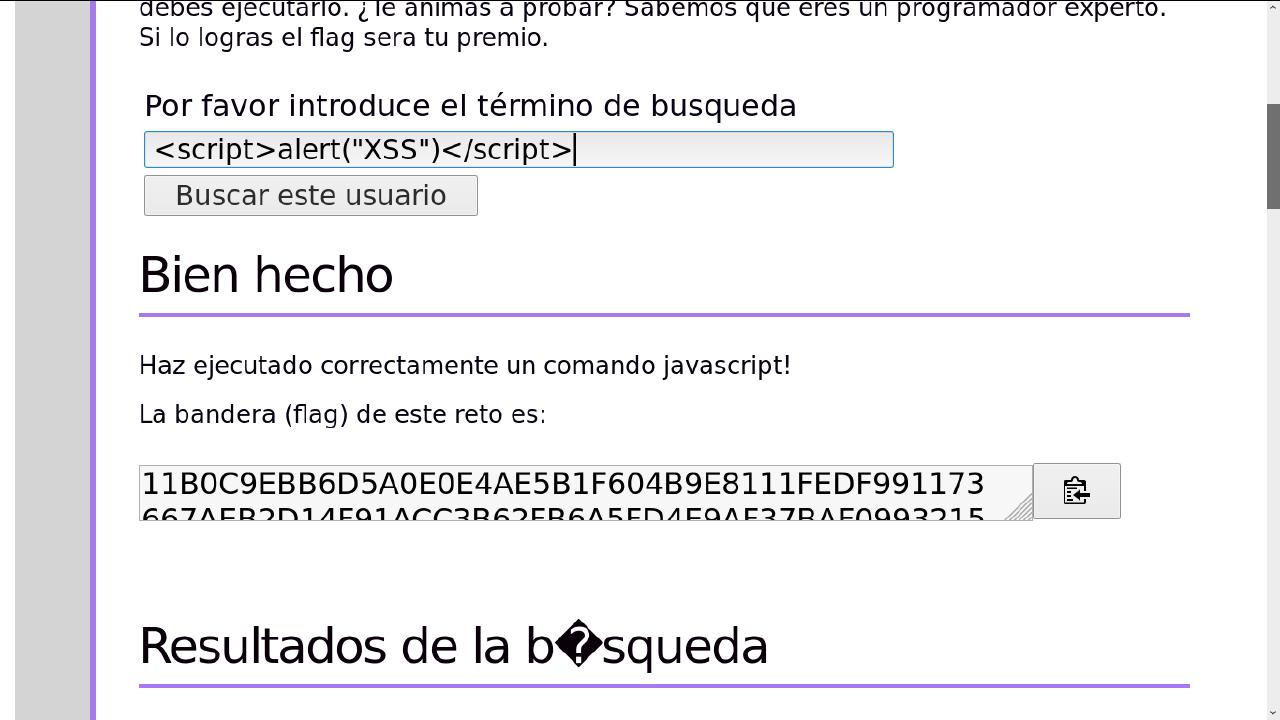 debes ejecutarlo. ¿Te animas a probar? Sabemos que eres un programador experto.
Si lo logras el flag sera tu premio.
Por favor introduce el término de busqueda
<script>alert("XSS")</script>
Buscar este usuario
Bien hecho
Haz ejecutado correctamente un comando javascript!
La bandera (flag) de este reto es:
11B0C9EBB6D5A0E0E4AE5B1F604B9E8111FEDF991173
Resultados de la b�squeda